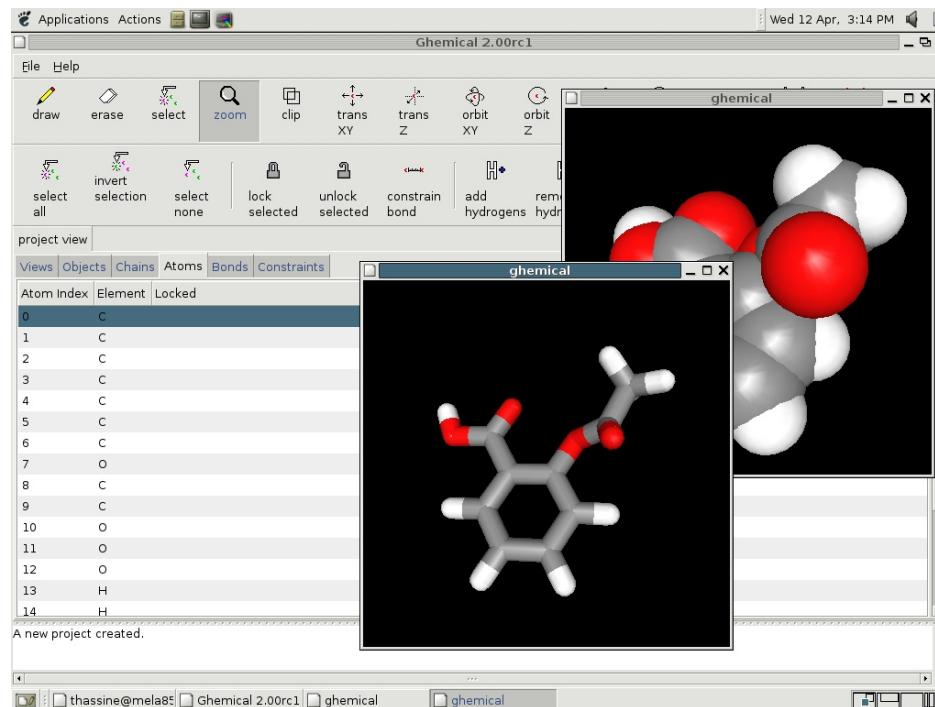 Applications Actions Wed 12 Apr, 3:14 PM
Ghemical 2.00rc1
File Help
draw erase select zoom clip trans XY trans Z orbit XY orbit Z
ghemical
select all invert selection select none lock selected unlock selected constrain bond add hydrogens
project view
Views Objects Chains Atoms Bonds Constraints
ghemical
Atom Index Element Locked
0 C
1 C
2 C
3 C
4 C
5 C
6 C
7 O
8 C
9 C
10 O
11 O
12 O
13 H
14 H
A new project created.
thassine@mela85 Ghemical 2.00rc1 ghemical ghemical